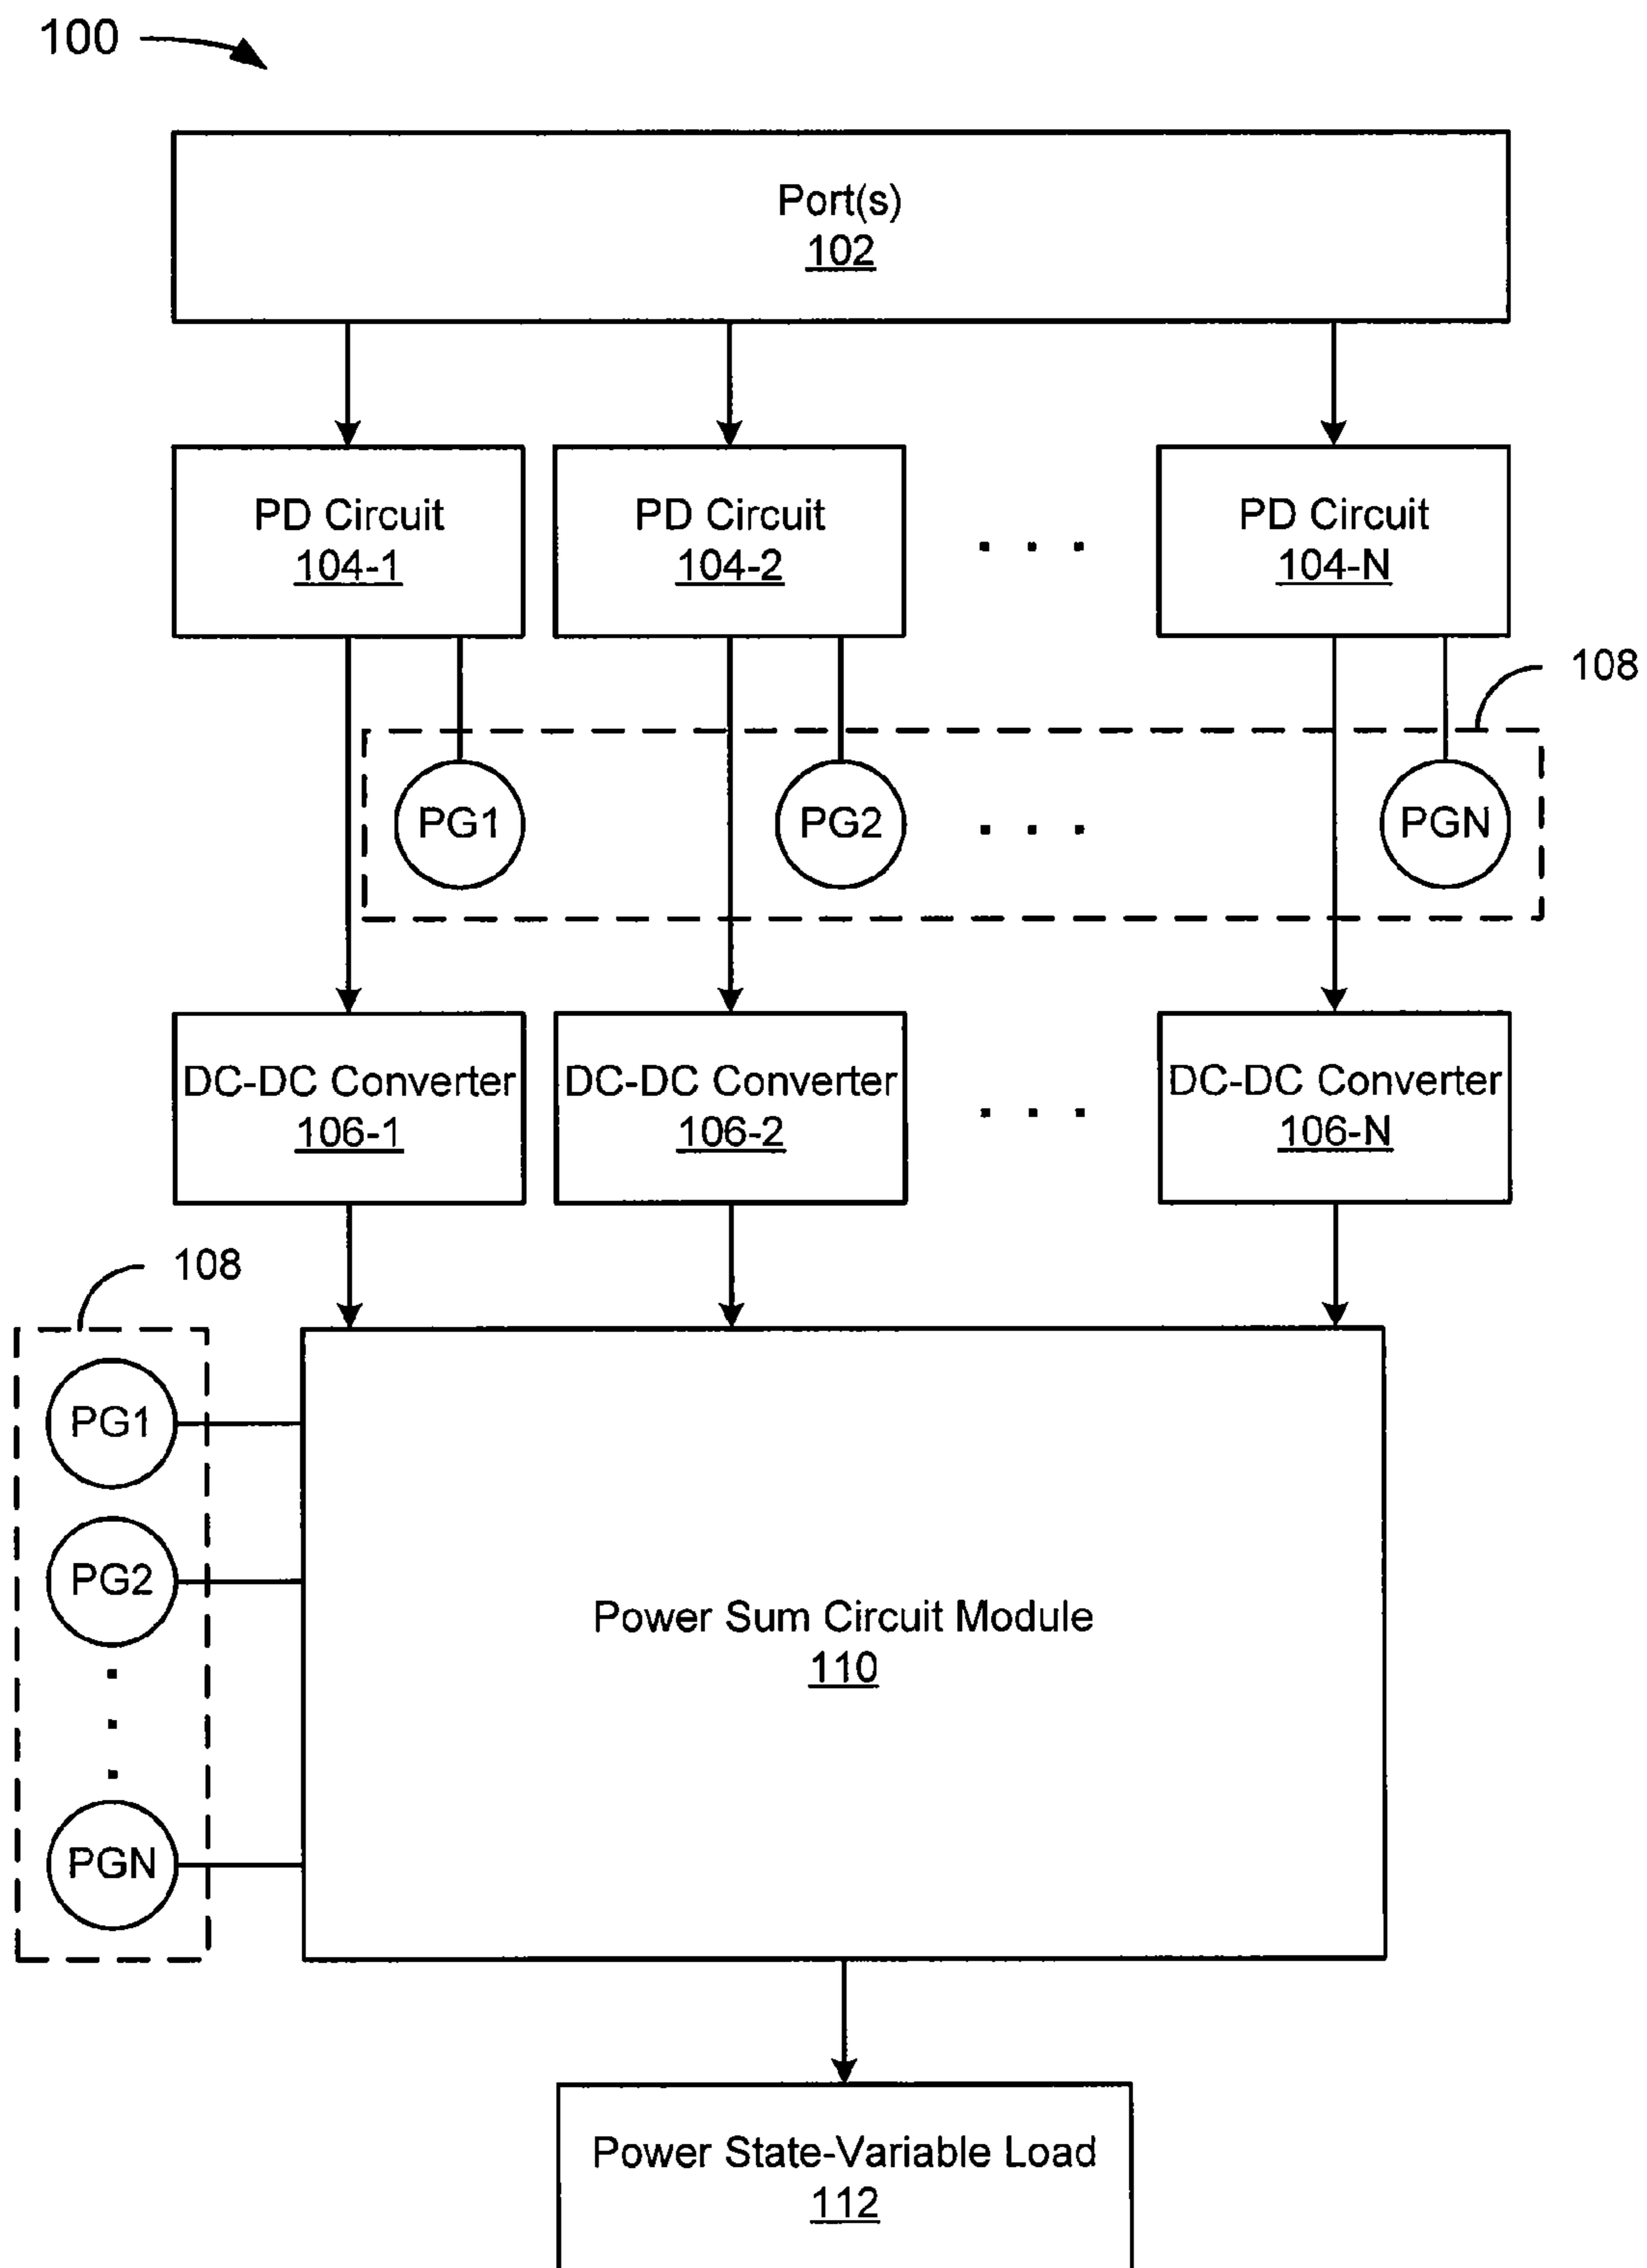 100
Port(s)
102
PD Circuit
104-1
PD Circuit
104-2
. . .
PD Circuit
104-N
108
PG1
PG2
. . .
PGN
DC-DC Converter
106-1
DC-DC Converter
106-2
. . .
DC-DC Converter
106-N
108
PG1
PG2
.
.
.
PGN
Power Sum Circuit Module
110
Power State-Variable Load
112